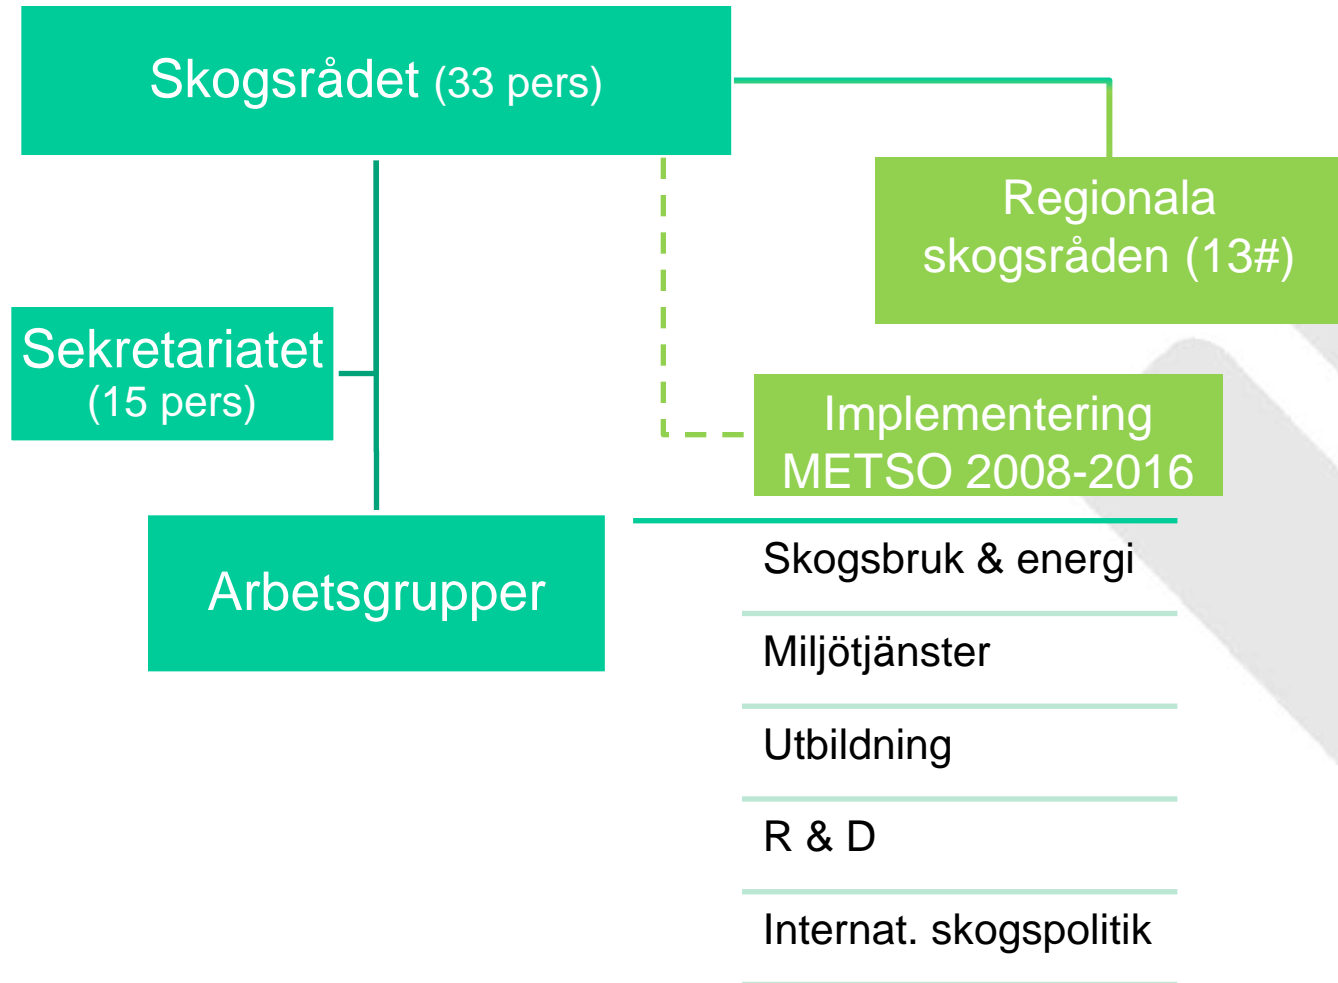 Skogsrådet (33 pers)
Regionala
skogsråden (13#)
Sekretariatet
(15 pers)
Implementering
METSO 2008-2016
Arbetsgrupper
Skogsbruk & energi
Miljötjänster
Utbildning
R & D
Internat. skogspolitik